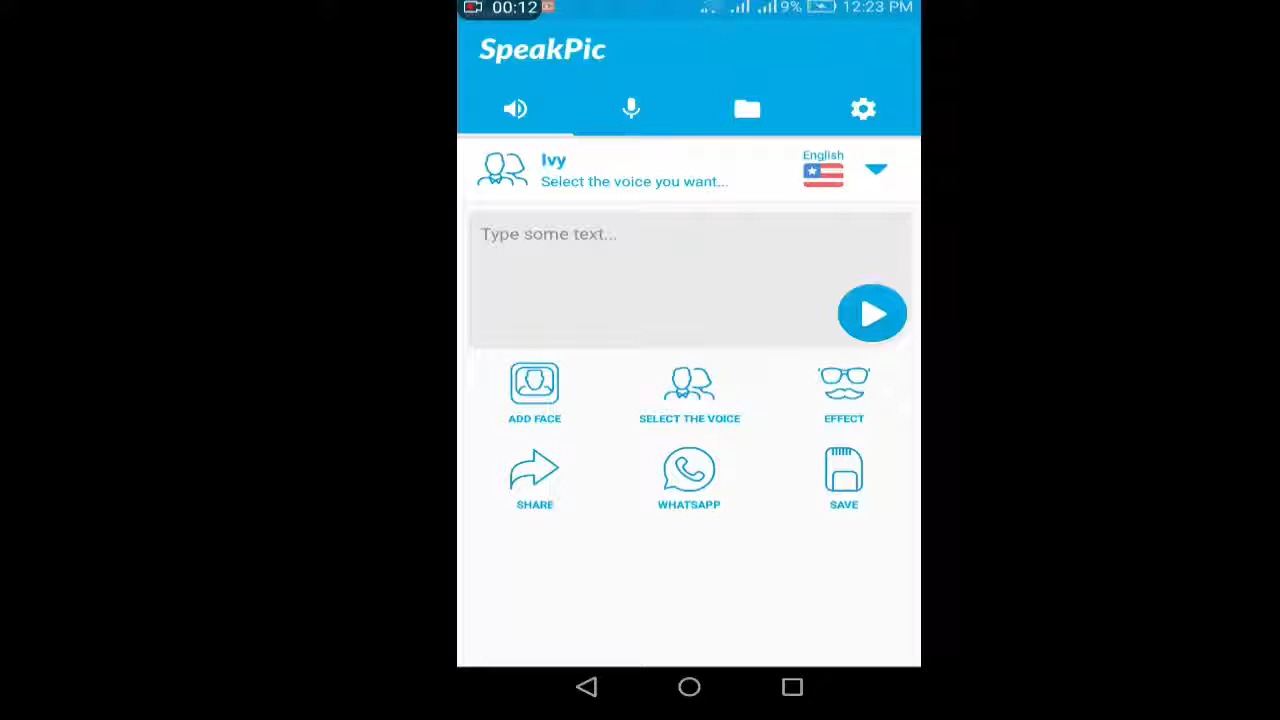 00:12 9% 12:23 PM
SpeakPic
Ivy
English
Select the voice you want...
Type some text...
ADD FACE SELECT THE VOICE EFFECT
SHARE WHATSAPP SAVE